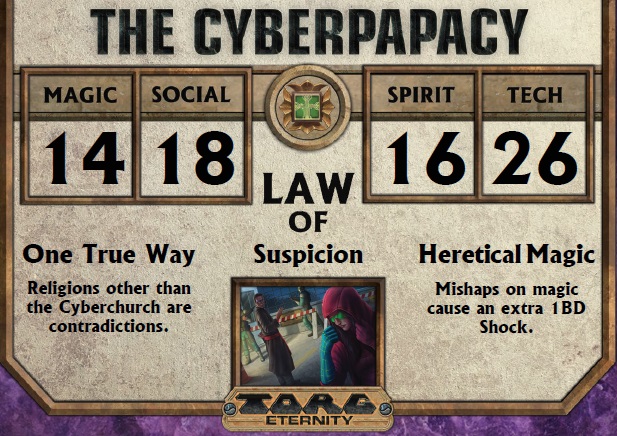 THE CYBERPAPACY
MAGIC SOCIAL SPIRIT TECH
14 18 16 26
LAW
OF
One True Way Suspicion Heretical Magic
Religions other than
the Cyberchurch are
contradictions.
Mishaps on magic
cause an extra 1BD
Shock.
TORG
ETERNITY